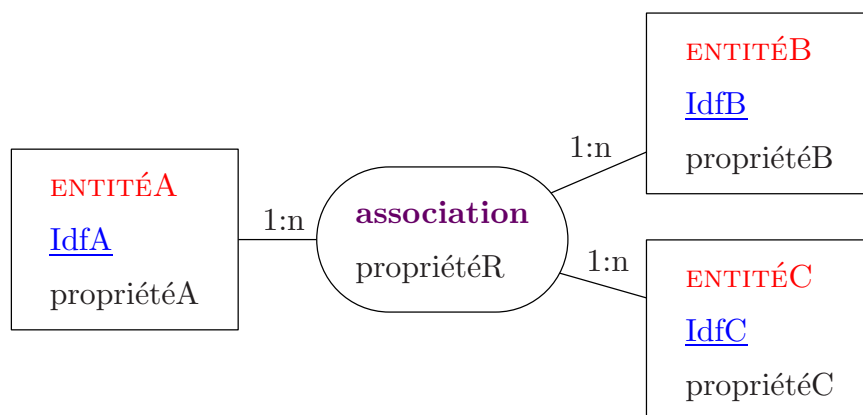 ENTITÉA
IdfA
propriétéA
1:n
association
propriétéR
1:n
ENTITÉB
IdfB
propriétéB
1:n
ENTITÉC
IdfC
propriétéC